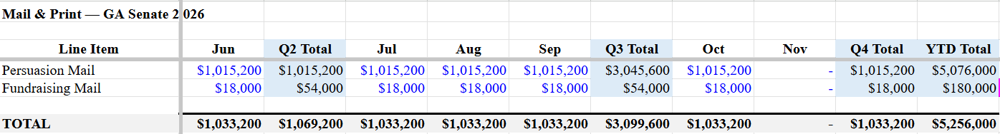 Mail & Print — GA Senate 2026
Line Item Jun Q2 Total Jul Aug Sep Q3 Total Oct Nov Q4 Total YTD Total
Persuasion Mail $1,015,200 $1,015,200 $1,015,200 $1,015,200 $1,015,200 $3,045,600 $1,015,200 - $1,015,200 $5,076,000
Fundraising Mail $18,000 $54,000 $18,000 $18,000 $18,000 $54,000 $18,000 - $18,000 $180,000
TOTAL $1,033,200 $1,069,200 $1,033,200 $1,033,200 $1,033,200 $3,099,600 $1,033,200 - $1,033,200 $5,256,000